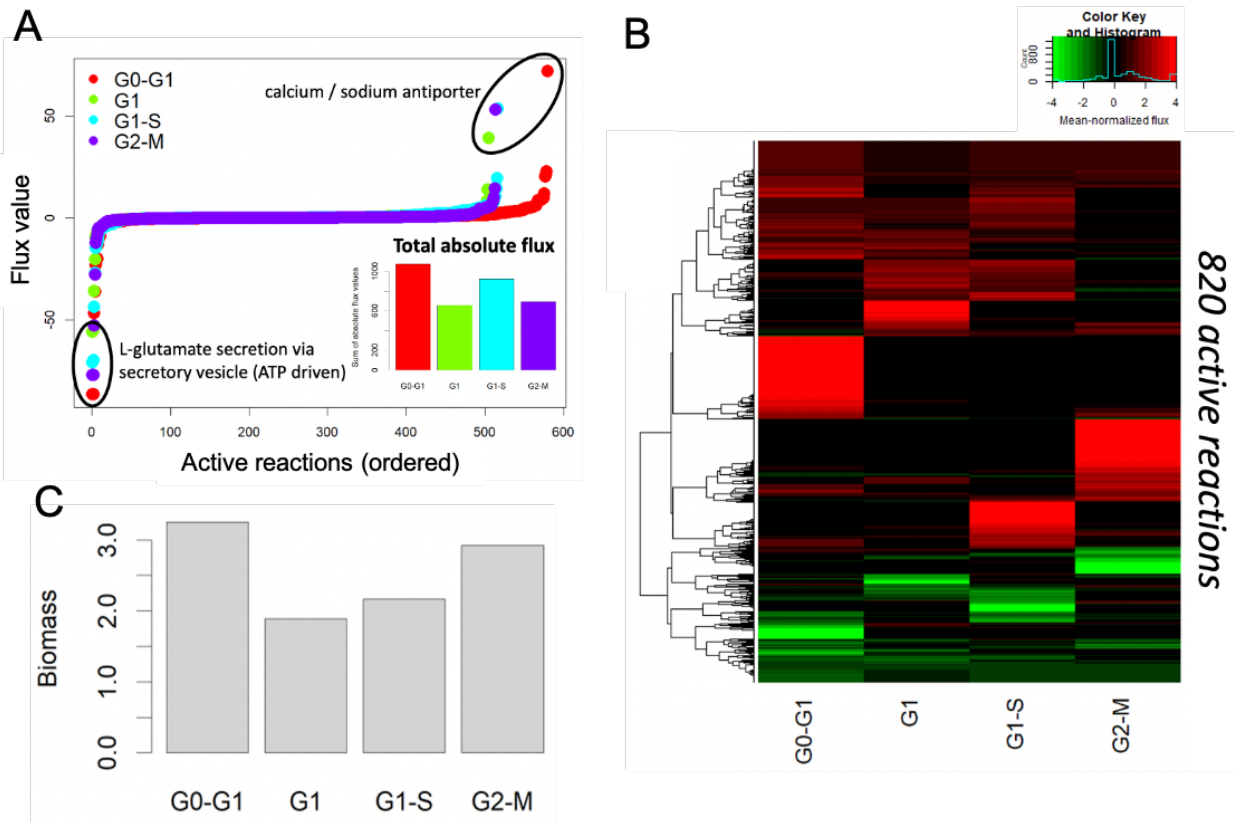 A
G0-G1
G1
G1-S
G2-M
calcium / sodium antiporter
Flux value
50
0
-50
Total absolute flux
Sum of absolute flux values
1000
600
200
0
G0-G1 G1 G1-S G2-M
L-glutamate secretion via
secretory vesicle (ATP driven)
0 100 200 300 400 500 600
Active reactions (ordered)
B
Color Key
and Histogram
Count
800
0
-4 -2 0 2 4
Mean-normalized flux
820 active reactions
G0-G1 G1 G1-S G2-M
C
Biomass
3.0
2.0
1.0
0.0
G0-G1 G1 G1-S G2-M